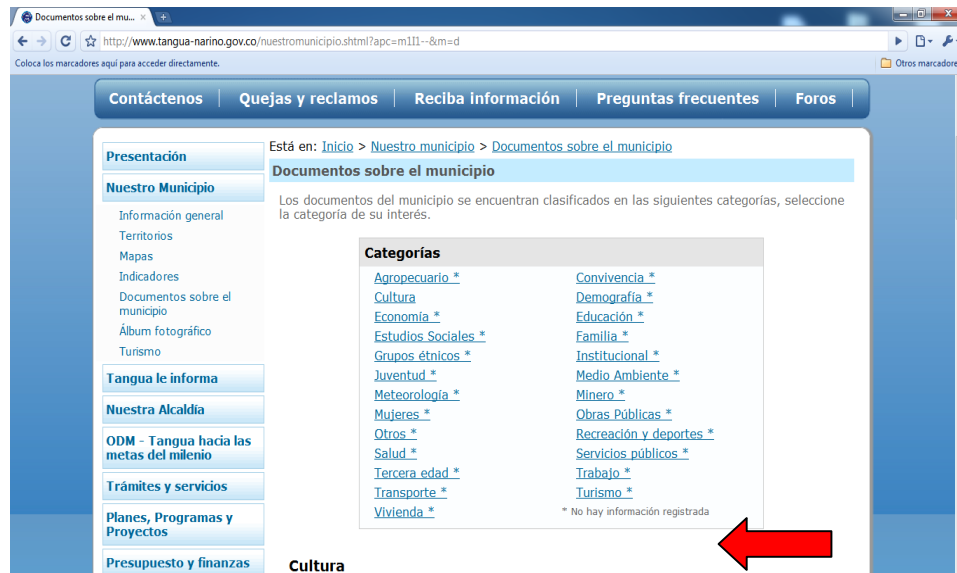 Documentos sobre el mu...
http://www.tangua-narino.gov.co/nuestromunicipio.shtml?apc=m1I1--&m=d
Coloca los marcadores aquí para acceder directamente.
Otros marcadore
Contáctenos | Quejas y reclamos | Reciba información | Preguntas frecuentes | Foros |
Presentación
Nuestro Municipio
Información general
Territorios
Mapas
Indicadores
Documentos sobre el
municipio
Álbum fotográfico
Turismo
Tangua le informa
Nuestra Alcaldía
ODM - Tangua hacia las
metas del milenio
Trámites y servicios
Planes, Programas y
Proyectos
Presupuesto y finanzas
Está en: Inicio > Nuestro municipio > Documentos sobre el municipio
Documentos sobre el municipio
Los documentos del municipio se encuentran clasificados en las siguientes categorías, seleccione
la categoría de su interés.
Categorías
Agropecuario * Convivencia *
Cultura Demografía *
Economía * Educación *
Estudios Sociales * Familia *
Grupos étnicos * Institucional *
Juventud * Medio Ambiente *
Meteorología * Minero *
Mujeres * Obras Públicas *
Otros * Recreación y deportes *
Salud * Servicios públicos *
Tercera edad * Trabajo *
Transporte * Turismo *
Vivienda * * No hay información registrada
Cultura